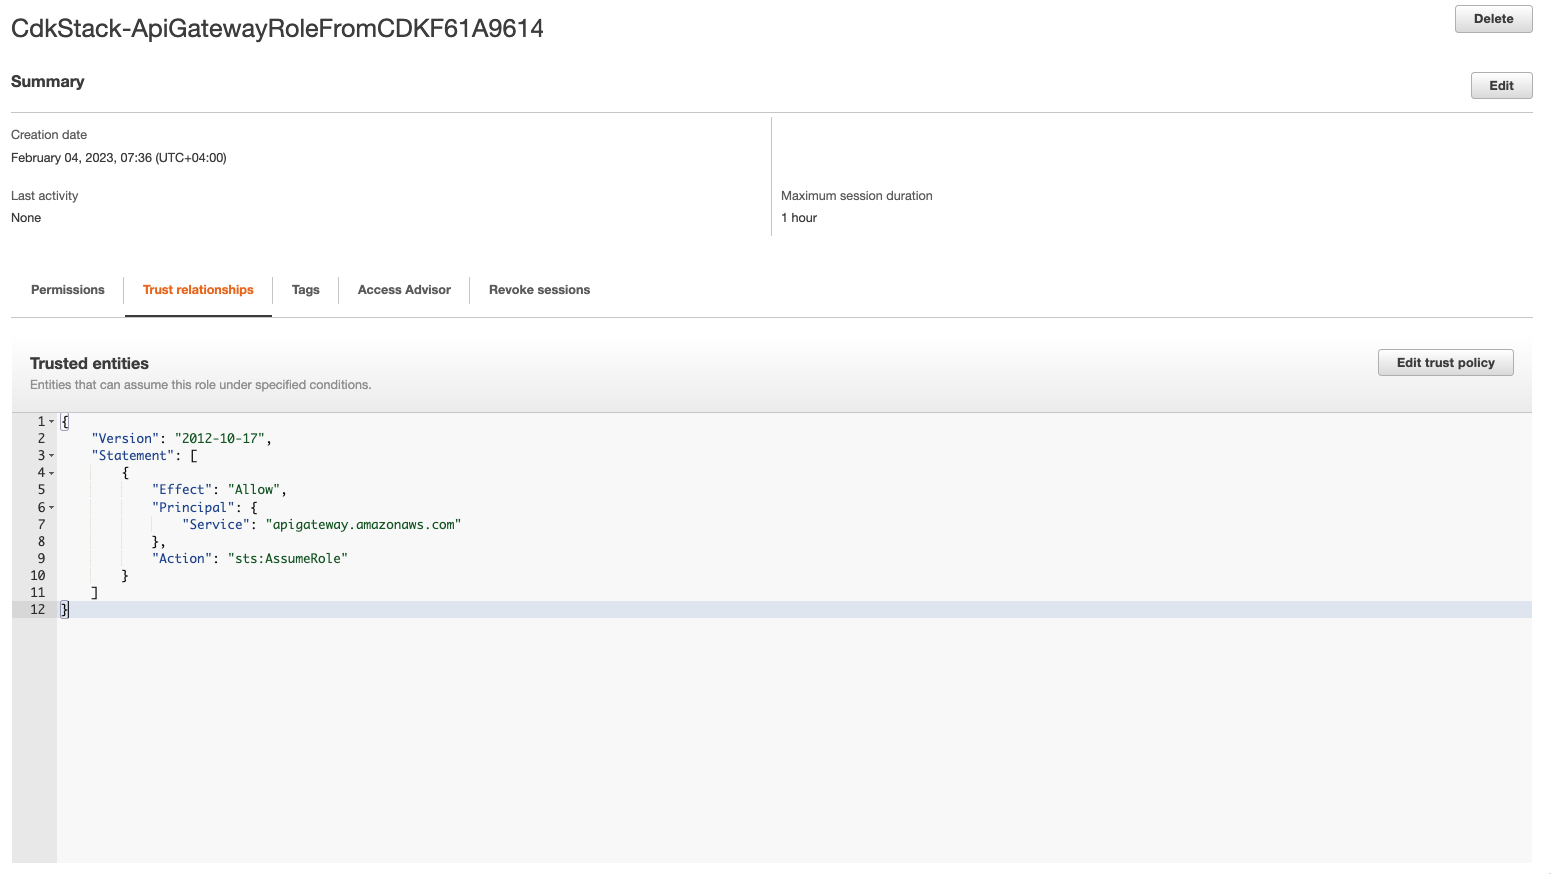 CdkStack-ApiGatewayRoleFromCDKF61A9614
Delete
Summary
Edit
Creation date
February 04, 2023, 07:36 (UTC+04:00)
Last activity
Maximum session duration
None
1 hour
Permissions
Trust relationships
Tags
Access Advisor
Revoke sessions
Trusted entities
Edit trust policy
Entities that can assume this role under specified conditions.
1 {
2 "Version": "2012-10-17",
3 "Statement": [
4 {
5 "Effect": "Allow",
6 "Principal": {
7 "Service": "apigateway.amazonaws.com"
8 },
9 "Action": "sts:AssumeRole"
10 }
11 ]
12 }